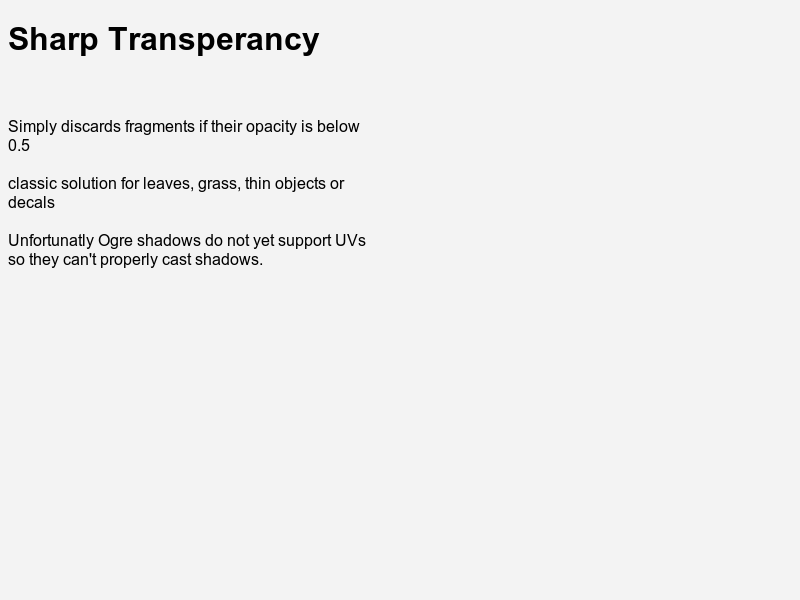 Sharp Transperancy
Simply discards fragments if their opacity is below
0.5
classic solution for leaves, grass, thin objects or
decals
Unfortunatly Ogre shadows do not yet support UVs
so they can't properly cast shadows.